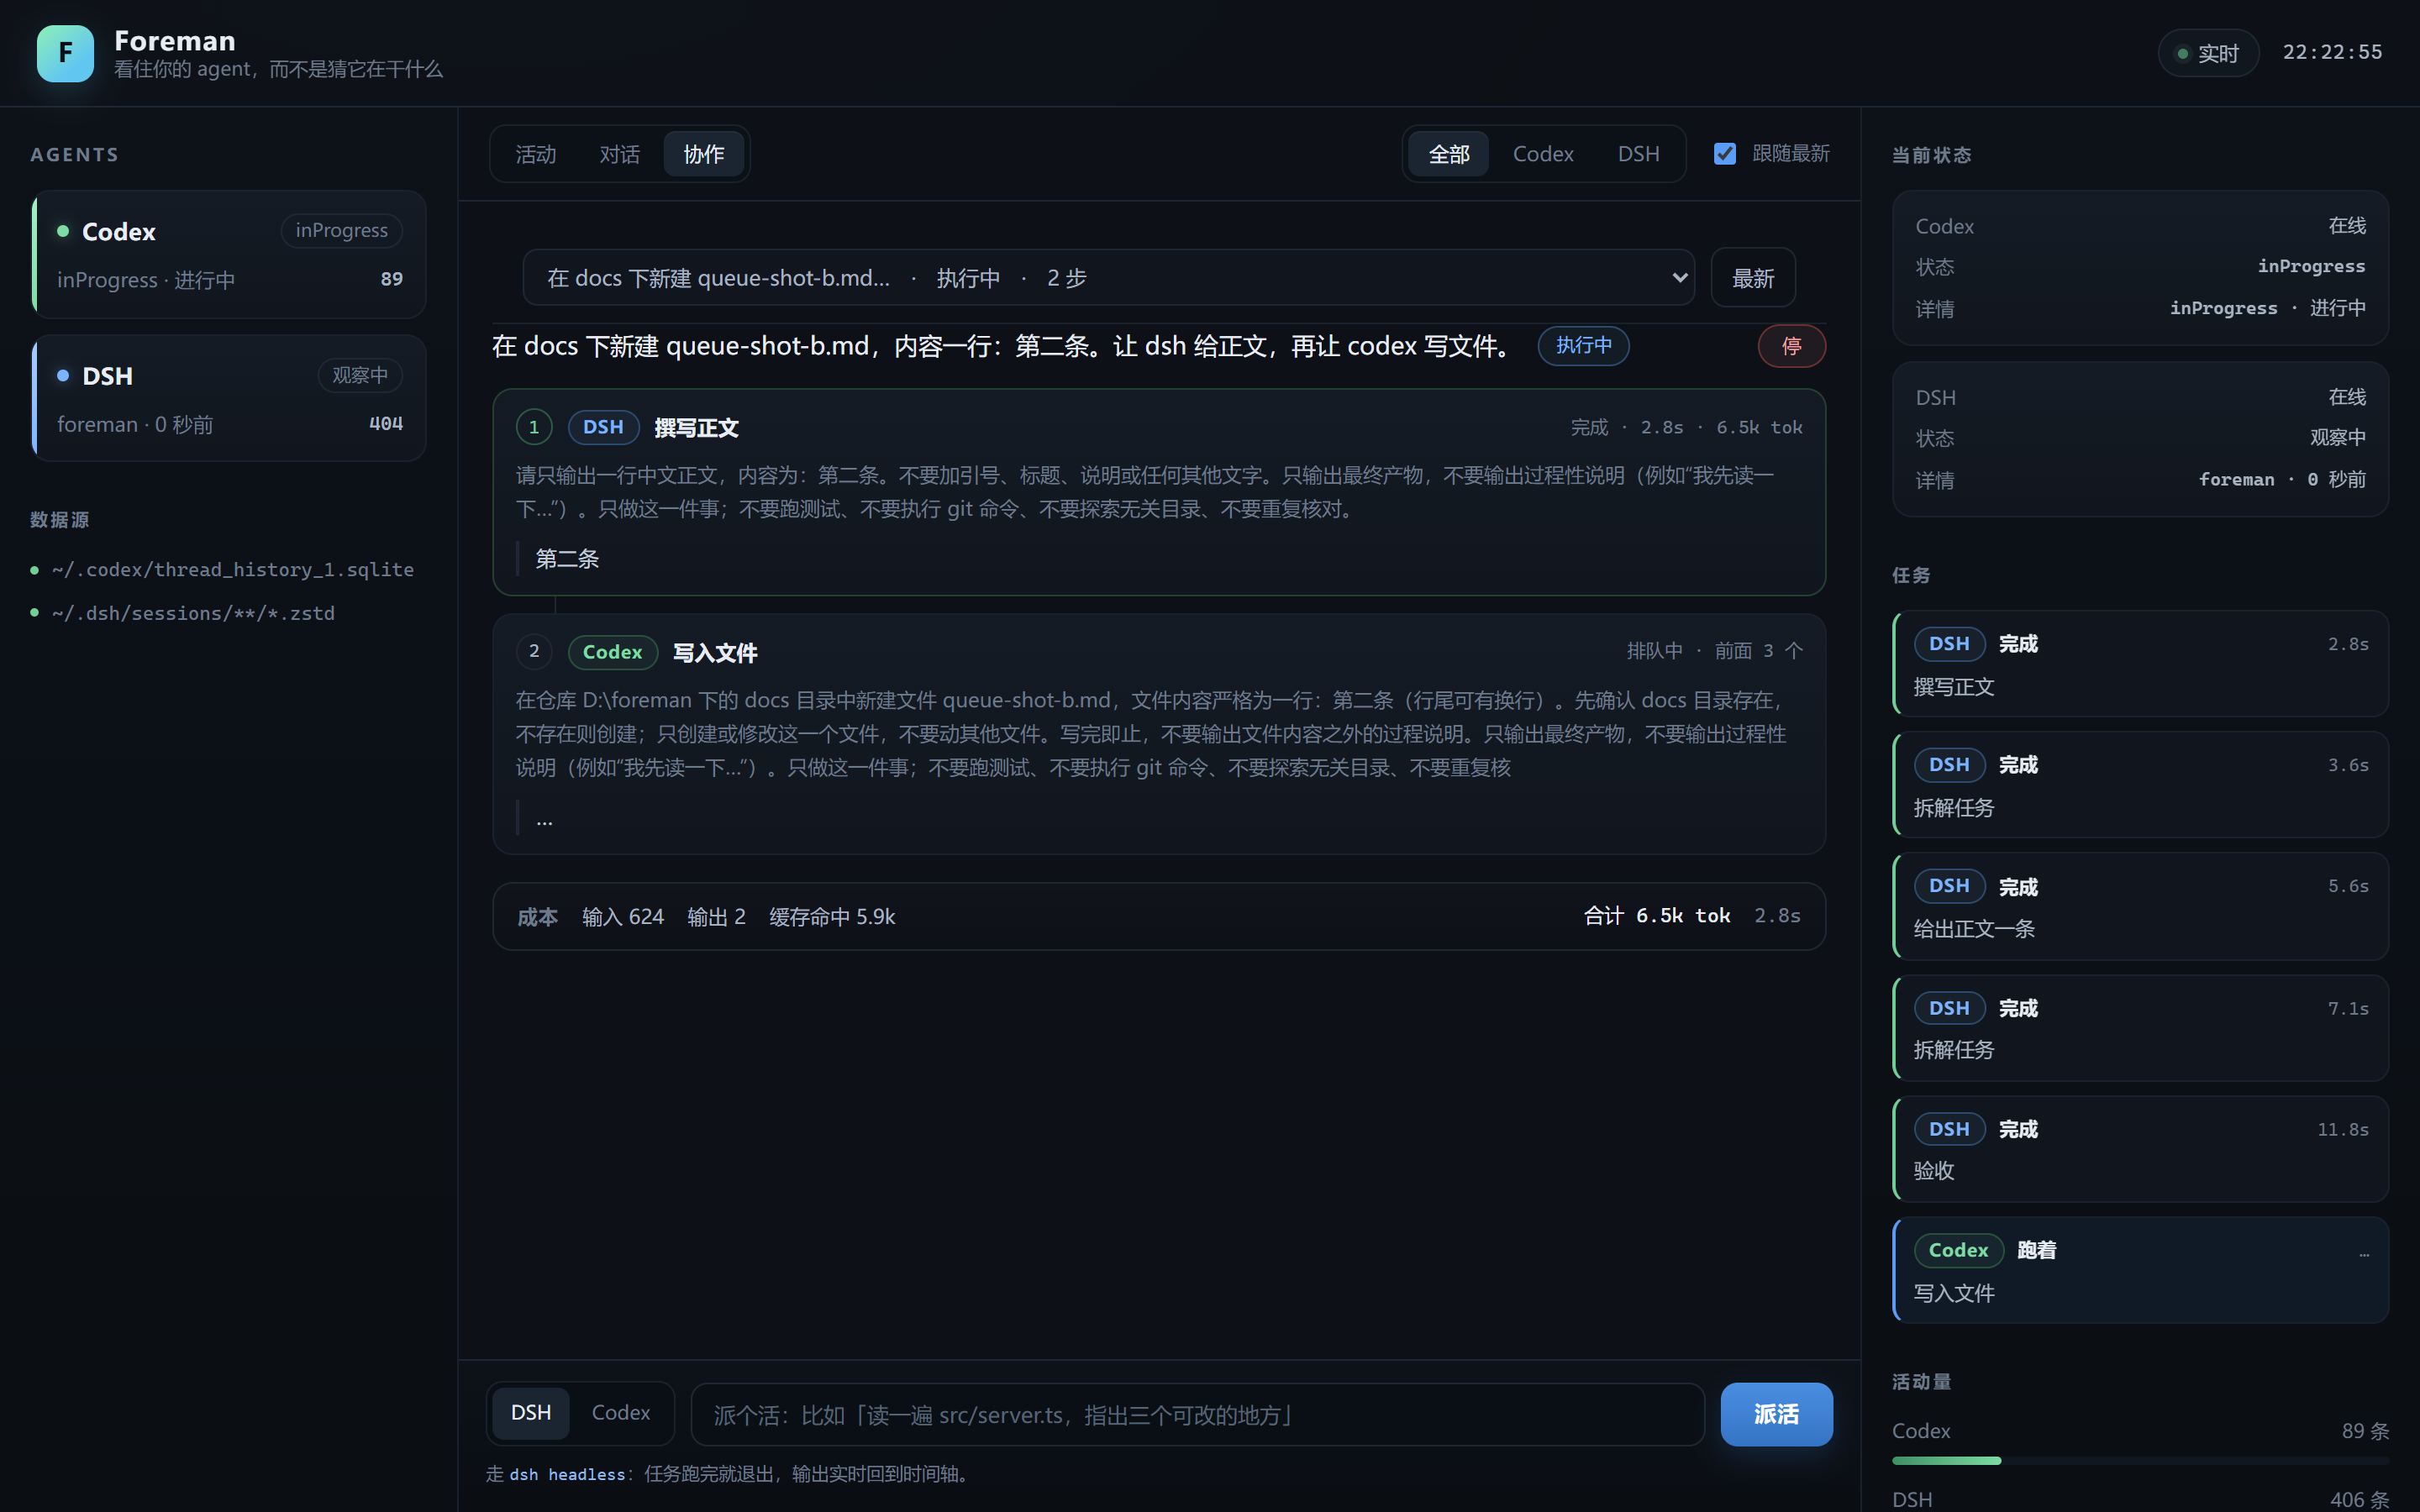 F
Foreman
看住你的 agent，而不是猜它在干什么
实时
22:22:55
AGENTS
Codex
inProgress
inProgress · 进行中
89
DSH
观察中
foreman · 0 秒前
404
数据源
~/.codex/thread_history_1.sqlite
~/.dsh/sessions/**/*.zstd
活动 对话 协作
全部 Codex DSH
跟随最新
在 docs 下新建 queue-shot-b.md... · 执行中 · 2 步
最新
在 docs 下新建 queue-shot-b.md，内容一行：第二条。让 dsh 给正文，再让 codex 写文件。
执行中
停
1 DSH 撰写正文
完成 · 2.8s · 6.5k tok
请只输出一行中文正文，内容为：第二条。不要加引号、标题、说明或任何其他文字。只输出最终产物，不要输出过程性说明（例如“我先读一
下…”）。只做这一件事；不要跑测试、不要执行 git 命令、不要探索无关目录、不要重复核对。
第二条
2 Codex 写入文件
排队中 · 前面 3 个
在仓库 D:\foreman 下的 docs 目录中新建文件 queue-shot-b.md，文件内容严格为一行：第二条（行尾可有换行）。先确认 docs 目录存在，
不存在则创建；只创建或修改这一个文件，不要动其他文件。写完即止，不要输出文件内容之外的过程说明。只输出最终产物，不要输出过程性
说明（例如“我先读一下…”）。只做这一件事；不要跑测试、不要执行 git 命令、不要探索无关目录、不要重复核
…
成本 输入 624 输出 2 缓存命中 5.9k
合计 6.5k tok 2.8s
DSH Codex
派个活：比如「读一遍 src/server.ts，指出三个可改的地方」
派活
走 dsh headless：任务跑完就退出，输出实时回到时间轴。
当前状态
Codex 在线
状态 inProgress
详情 inProgress · 进行中
DSH 在线
状态 观察中
详情 foreman · 0 秒前
任务
DSH 完成 2.8s
撰写正文
DSH 完成 3.6s
拆解任务
DSH 完成 5.6s
给出正文一条
DSH 完成 7.1s
拆解任务
DSH 完成 11.8s
验收
Codex 跑着 …
写入文件
活动量
Codex 89 条
DSH 406 条